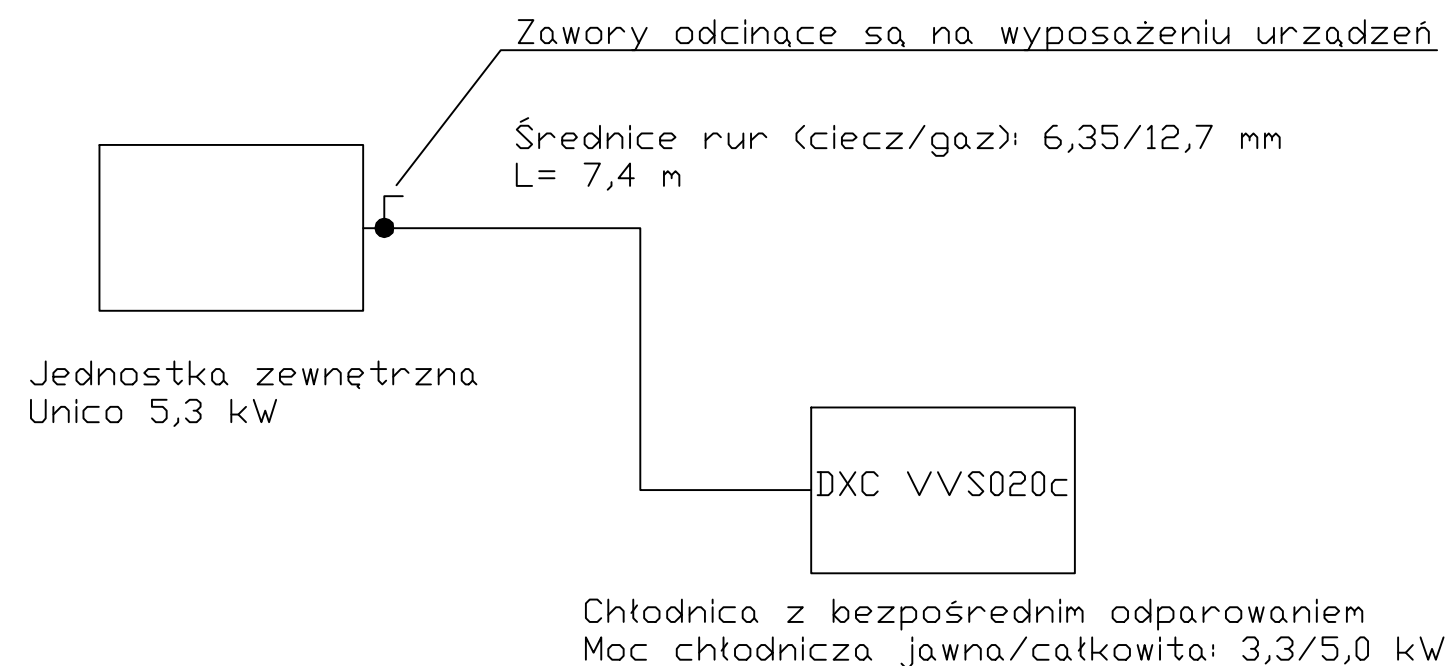 Zawory odcinące są na wyposażeniu urządzeń
Średnice rur (ciecz/gaz): 6,35/12,7 mm
L= 7,4 m
Jednostka zewnętrzna
Unico 5,3 kW
DXC VVS020c
Chłodnica z bezpośrednim odparowaniem
Moc chłodnicza jawna/całkowita: 3,3/5,0 kW